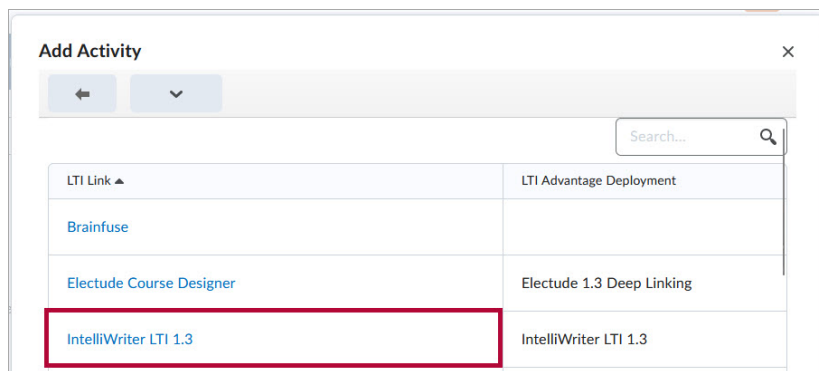 Add Activity
Search...
LTI Link
LTI Advantage Deployment
Brainfuse
Electude Course Designer
Electude 1.3 Deep Linking
IntelliWriter LTI 1.3
IntelliWriter LTI 1.3